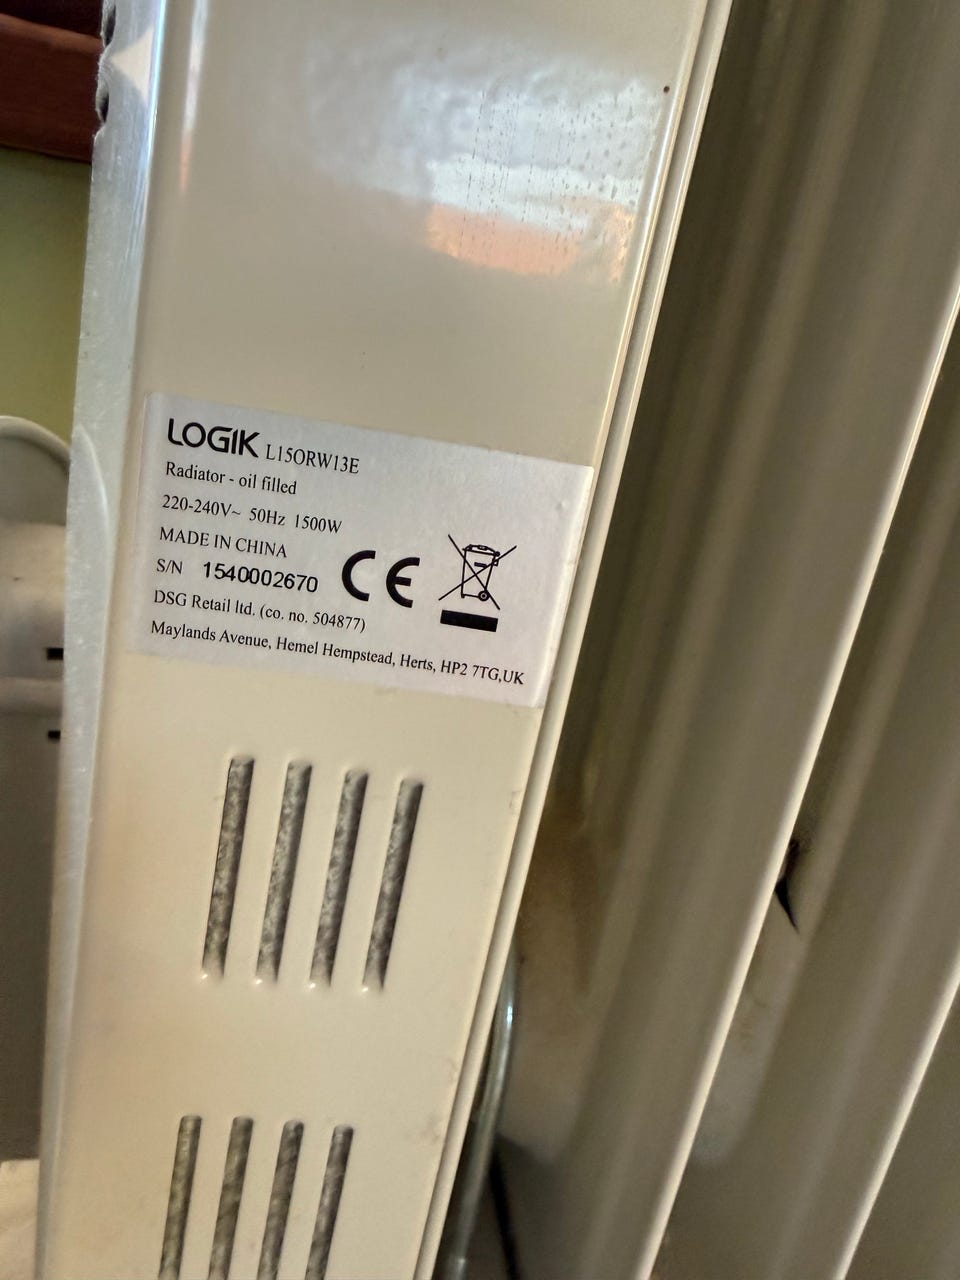 LOGIK L15ORW13E
Radiator - oil filled
220-240V~ 50Hz 1500W
MADE IN CHINA
S/N 1540002670
CE
DSG Retail ltd. (co. no. 504877)
Maylands Avenue, Hemel Hempstead, Herts, HP2 7TG,UK